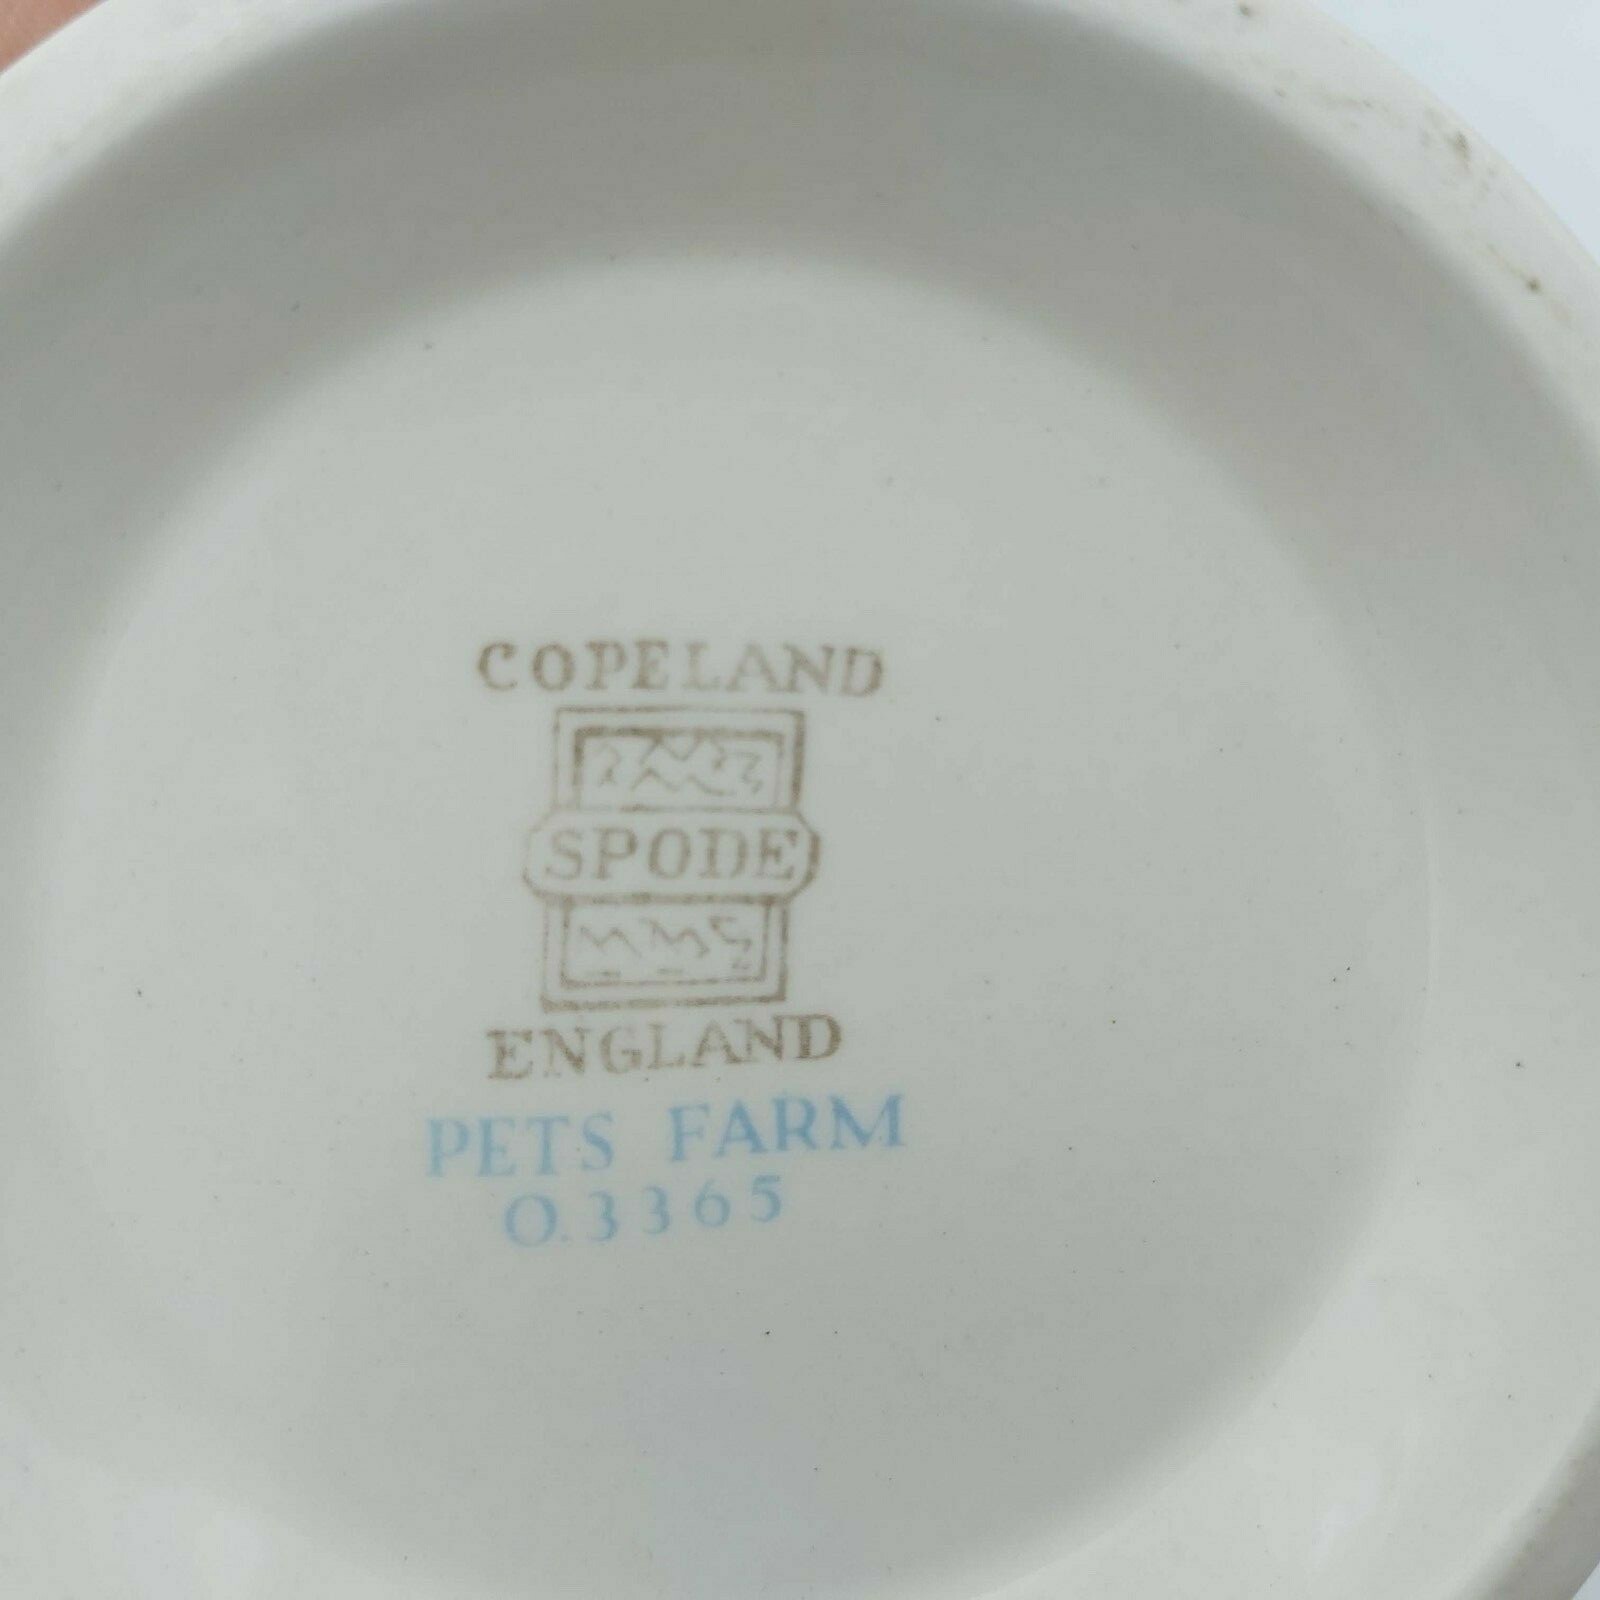 COPELAND
SPODE
ENGLAND
PETS FARM
O.3365